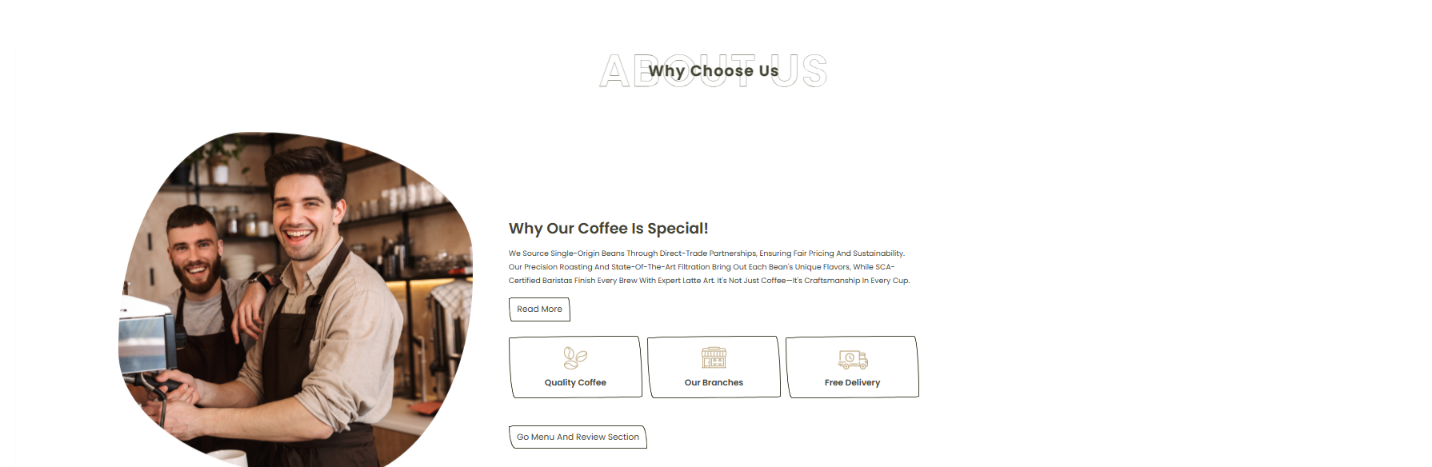 ABOUT US
Why Choose Us
Why Our Coffee Is Special!
We Source Single-Origin Beans Through Direct-Trade Partnerships, Ensuring Fair Pricing And Sustainability.
Our Precision Roasting And State-Of-The-Art Filtration Bring Out Each Bean's Unique Flavors, While SCA-
Certified Baristas Finish Every Brew With Expert Latte Art. It's Not Just Coffee—It's Craftsmanship In Every Cup.
Read More
Quality Coffee
Our Branches
Free Delivery
Go Menu And Review Section